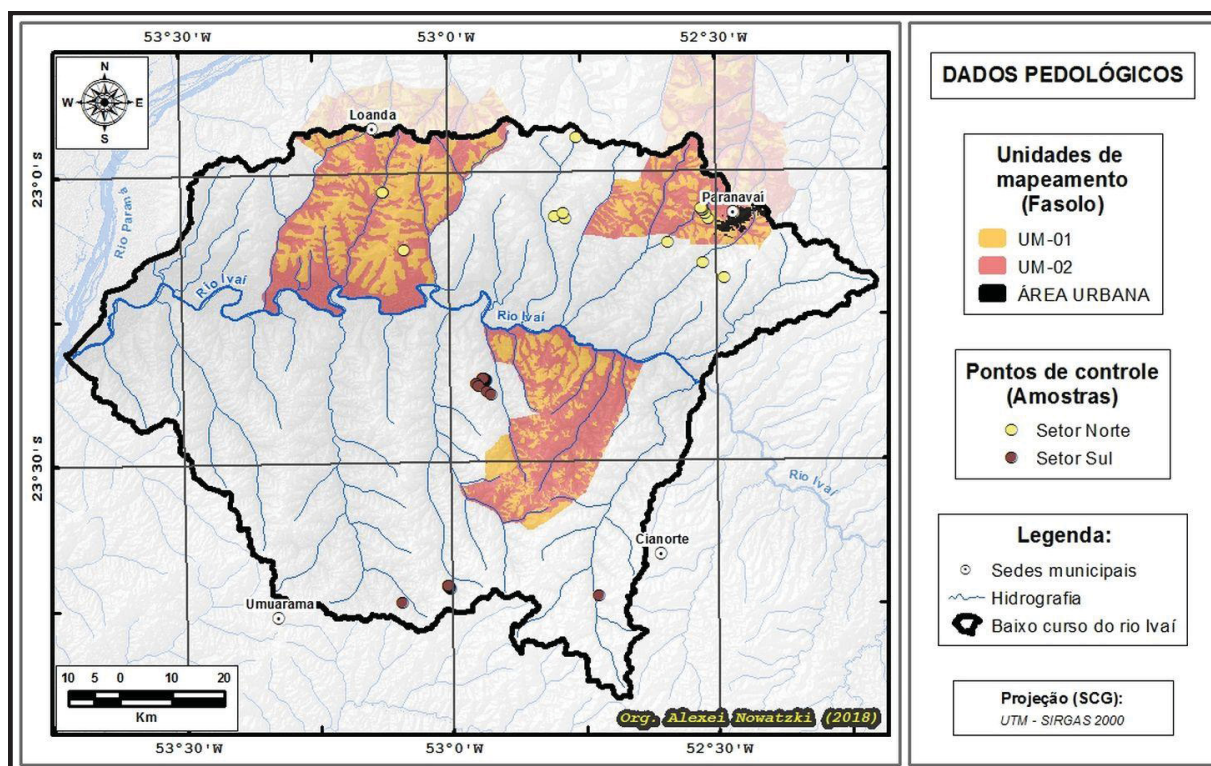 53°30'W 53°0'W 52°30'W
N
W E
S
Loanda
23°0'S
Paranavaí
Rio Paraná
Rio Ivaí
Rio Ivaí
23°30'S
Rio Ivaí
Cianorte
Umuarama
10 5 0 10 20
Km
Org. Alexei Nowatzki (2018)
53°30'W 53°0'W 52°30'W
DADOS PEDOLÓGICOS
Unidades de
mapeamento
(Fasolo)
UM-01
UM-02
ÁREA URBANA
Pontos de controle
(Amostras)
Setor Norte
Setor Sul
Legenda:
Sedes municipais
Hidrografia
Baixo curso do rio Ivaí
Projeção (SCG):
UTM - SIRGAS 2000